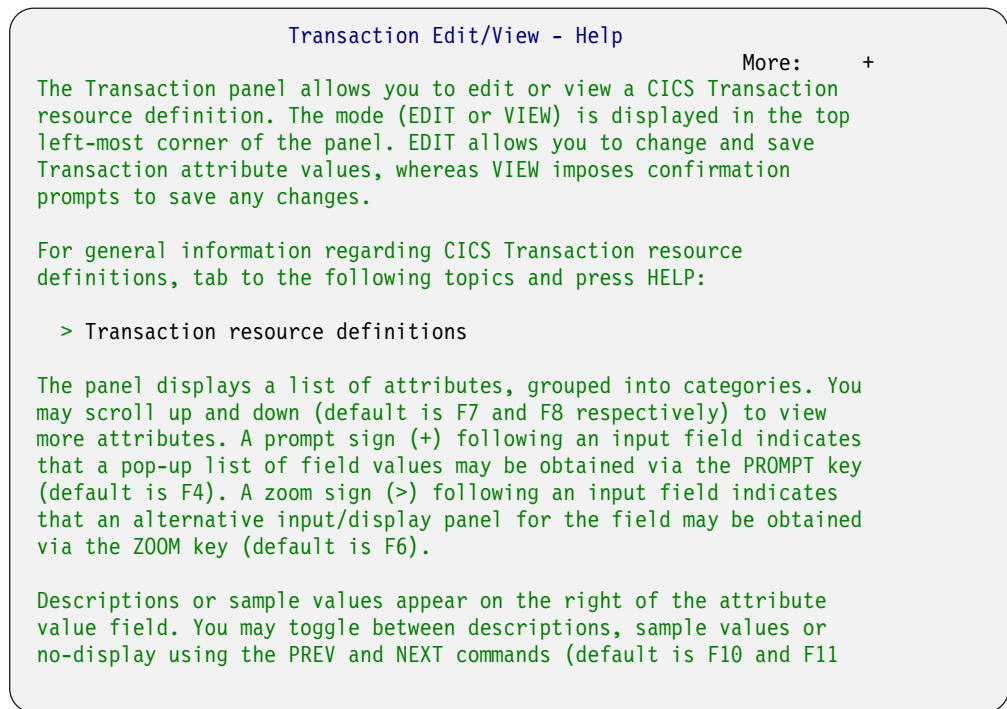 Transaction Edit/View - Help
More: +
The Transaction panel allows you to edit or view a CICS Transaction
resource definition. The mode (EDIT or VIEW) is displayed in the top
left-most corner of the panel. EDIT allows you to change and save
Transaction attribute values, whereas VIEW imposes confirmation
prompts to save any changes.
For general information regarding CICS Transaction resource
definitions, tab to the following topics and press HELP:
> Transaction resource definitions
The panel displays a list of attributes, grouped into categories. You
may scroll up and down (default is F7 and F8 respectively) to view
more attributes. A prompt sign (+) following an input field indicates
that a pop-up list of field values may be obtained via the PROMPT key
(default is F4). A zoom sign (>) following an input field indicates
that an alternative input/display panel for the field may be obtained
via the ZOOM key (default is F6).
Descriptions or sample values appear on the right of the attribute
value field. You may toggle between descriptions, sample values or
no-display using the PREV and NEXT commands (default is F10 and F11